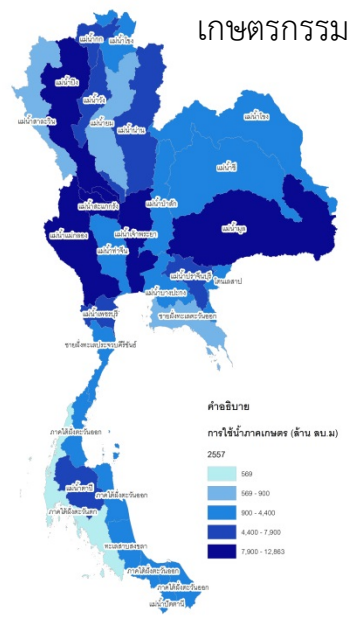 เกษตรกรรม
แม่น้ำกก
แม่น้ำโขง
แม่น้ำปิง
แม่น้ำวัง
แม่น้ำสาละวิน
แม่น้ำยม
แม่น้ำน่าน
แม่น้ำโขง
แม่น้ำชี
แม่น้ำสะแกกรัง
แม่น้ำป่าสัก
แม่น้ำแม่กลอง
แม่น้ำเจ้าพระยา
แม่น้ำมูล
แม่น้ำท่าจีน
แม่น้ำปราจีนบุรี
โตนเลสาป
แม่น้ำบางปะกง
แม่น้ำเพชรบุรี
ชายฝั่งทะเลตะวันออก
ชายฝั่งทะเลประจวบคีรีขันธ์
คำอธิบาย
การใช้น้ำภาคเกษตร (ล้าน ลบ.ม)
2557
569
569 - 900
900 - 4,400
4,400 - 7,900
7,900 - 12,863
ภาคใต้ฝั่งตะวันออก
แม่น้ำตาปี
ภาคใต้ฝั่งตะวันออก
ภาคใต้ฝั่งตะวันตก
ทะเลสาบสงขลา
ภาคใต้ฝั่งตะวันออก
ภาคใต้ฝั่งตะวันออก
แม่น้ำปัตตานี